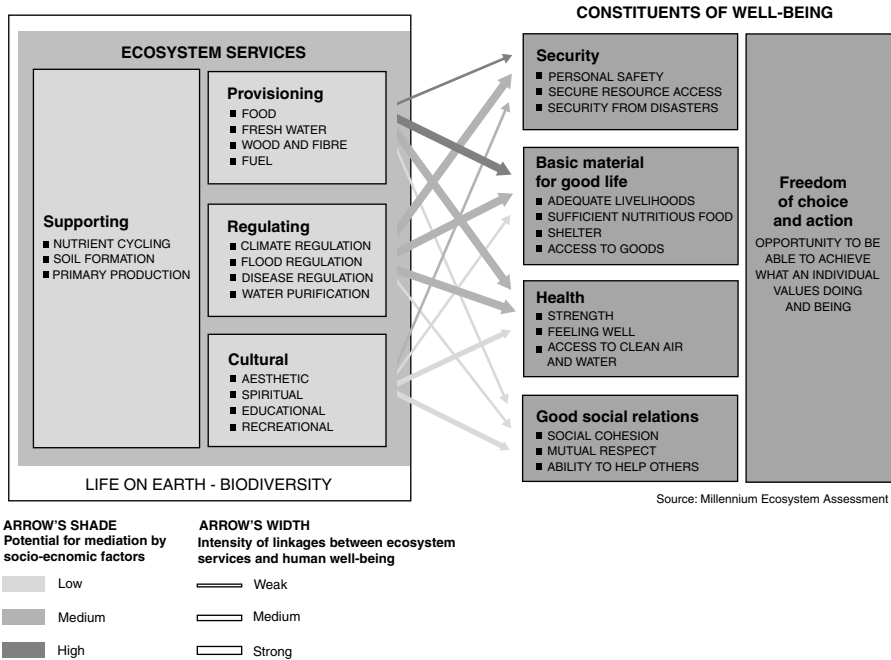 CONSTITUENTS OF WELL-BEING
ECOSYSTEM SERVICES
Supporting
NUTRIENT CYCLING
SOIL FORMATION
PRIMARY PRODUCTION
Provisioning
FOOD
FRESH WATER
WOOD AND FIBRE
FUEL
Regulating
CLIMATE REGULATION
FLOOD REGULATION
DISEASE REGULATION
WATER PURIFICATION
Cultural
AESTHETIC
SPIRITUAL
EDUCATIONAL
RECREATIONAL
LIFE ON EARTH - BIODIVERSITY
Security
PERSONAL SAFETY
SECURE RESOURCE ACCESS
SECURITY FROM DISASTERS
Basic material
for good life
ADEQUATE LIVELIHOODS
SUFFICIENT NUTRITIOUS FOOD
SHELTER
ACCESS TO GOODS
Health
STRENGTH
FEELING WELL
ACCESS TO CLEAN AIR
AND WATER
Good social relations
SOCIAL COHESION
MUTUAL RESPECT
ABILITY TO HELP OTHERS
Freedom
of choice
and action
OPPORTUNITY TO BE
ABLE TO ACHIEVE
WHAT AN INDIVIDUAL
VALUES DOING
AND BEING
Source: Millennium Ecosystem Assessment
ARROW'S SHADE
Potential for mediation by
socio-ecnomic factors
Low
Medium
High
ARROW'S WIDTH
Intensity of linkages between ecosystem
services and human well-being
Weak
Medium
Strong